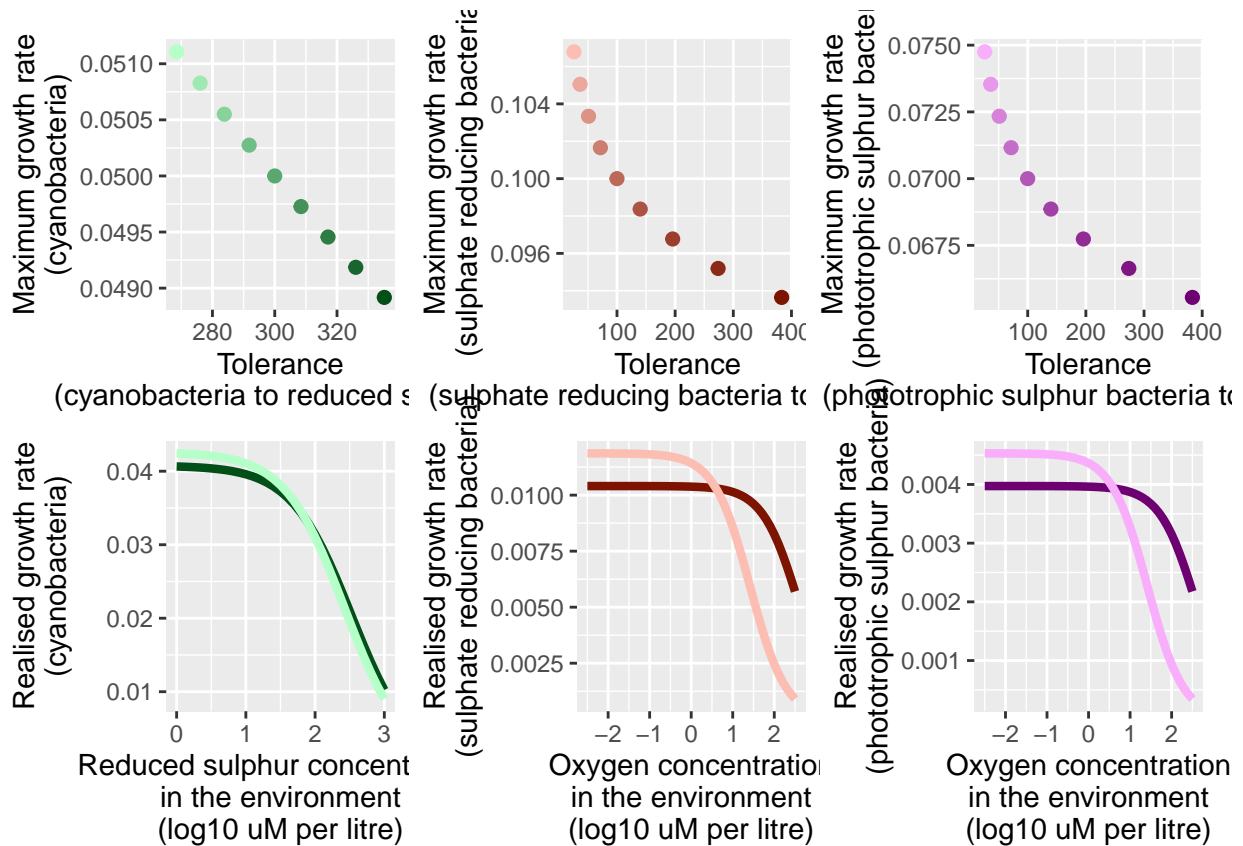 Maximum growth rate
(cyanobacteria)
0.0510
0.0505
0.0500
0.0495
0.0490
280
300
320
Tolerance
(cyanobacteria to reduced
Maximum growth rate
(sulphate reducing bacteria
0.104
0.100
0.096
100
200
300
400
Tolerance
(sulphate reducing bacteria to
Maximum growth rate
(phototrophic sulphur
0.0750
0.0725
0.0700
0.0675
100
200
300
400
Tolerance
(phototrophic sulphur bacteria to
Realised growth rate
(cyanobacteria)
0.04
0.03
0.02
0.01
0
1
2
3
Reduced sulphur
in the environment
(log10 uM per litre)
Realised growth rate
(sulphate reducing bacteria)
0.0100
0.0075
0.0050
0.0025
−2
−1
0
1
2
Oxygen concentration
in the environment
(log10 uM per litre)
Realised growth rate
(phototrophic sulphur bacteria)
0.004
0.003
0.002
0.001
−2
−1
0
1
2
Oxygen concentration
in the environment
(log10 uM per litre)